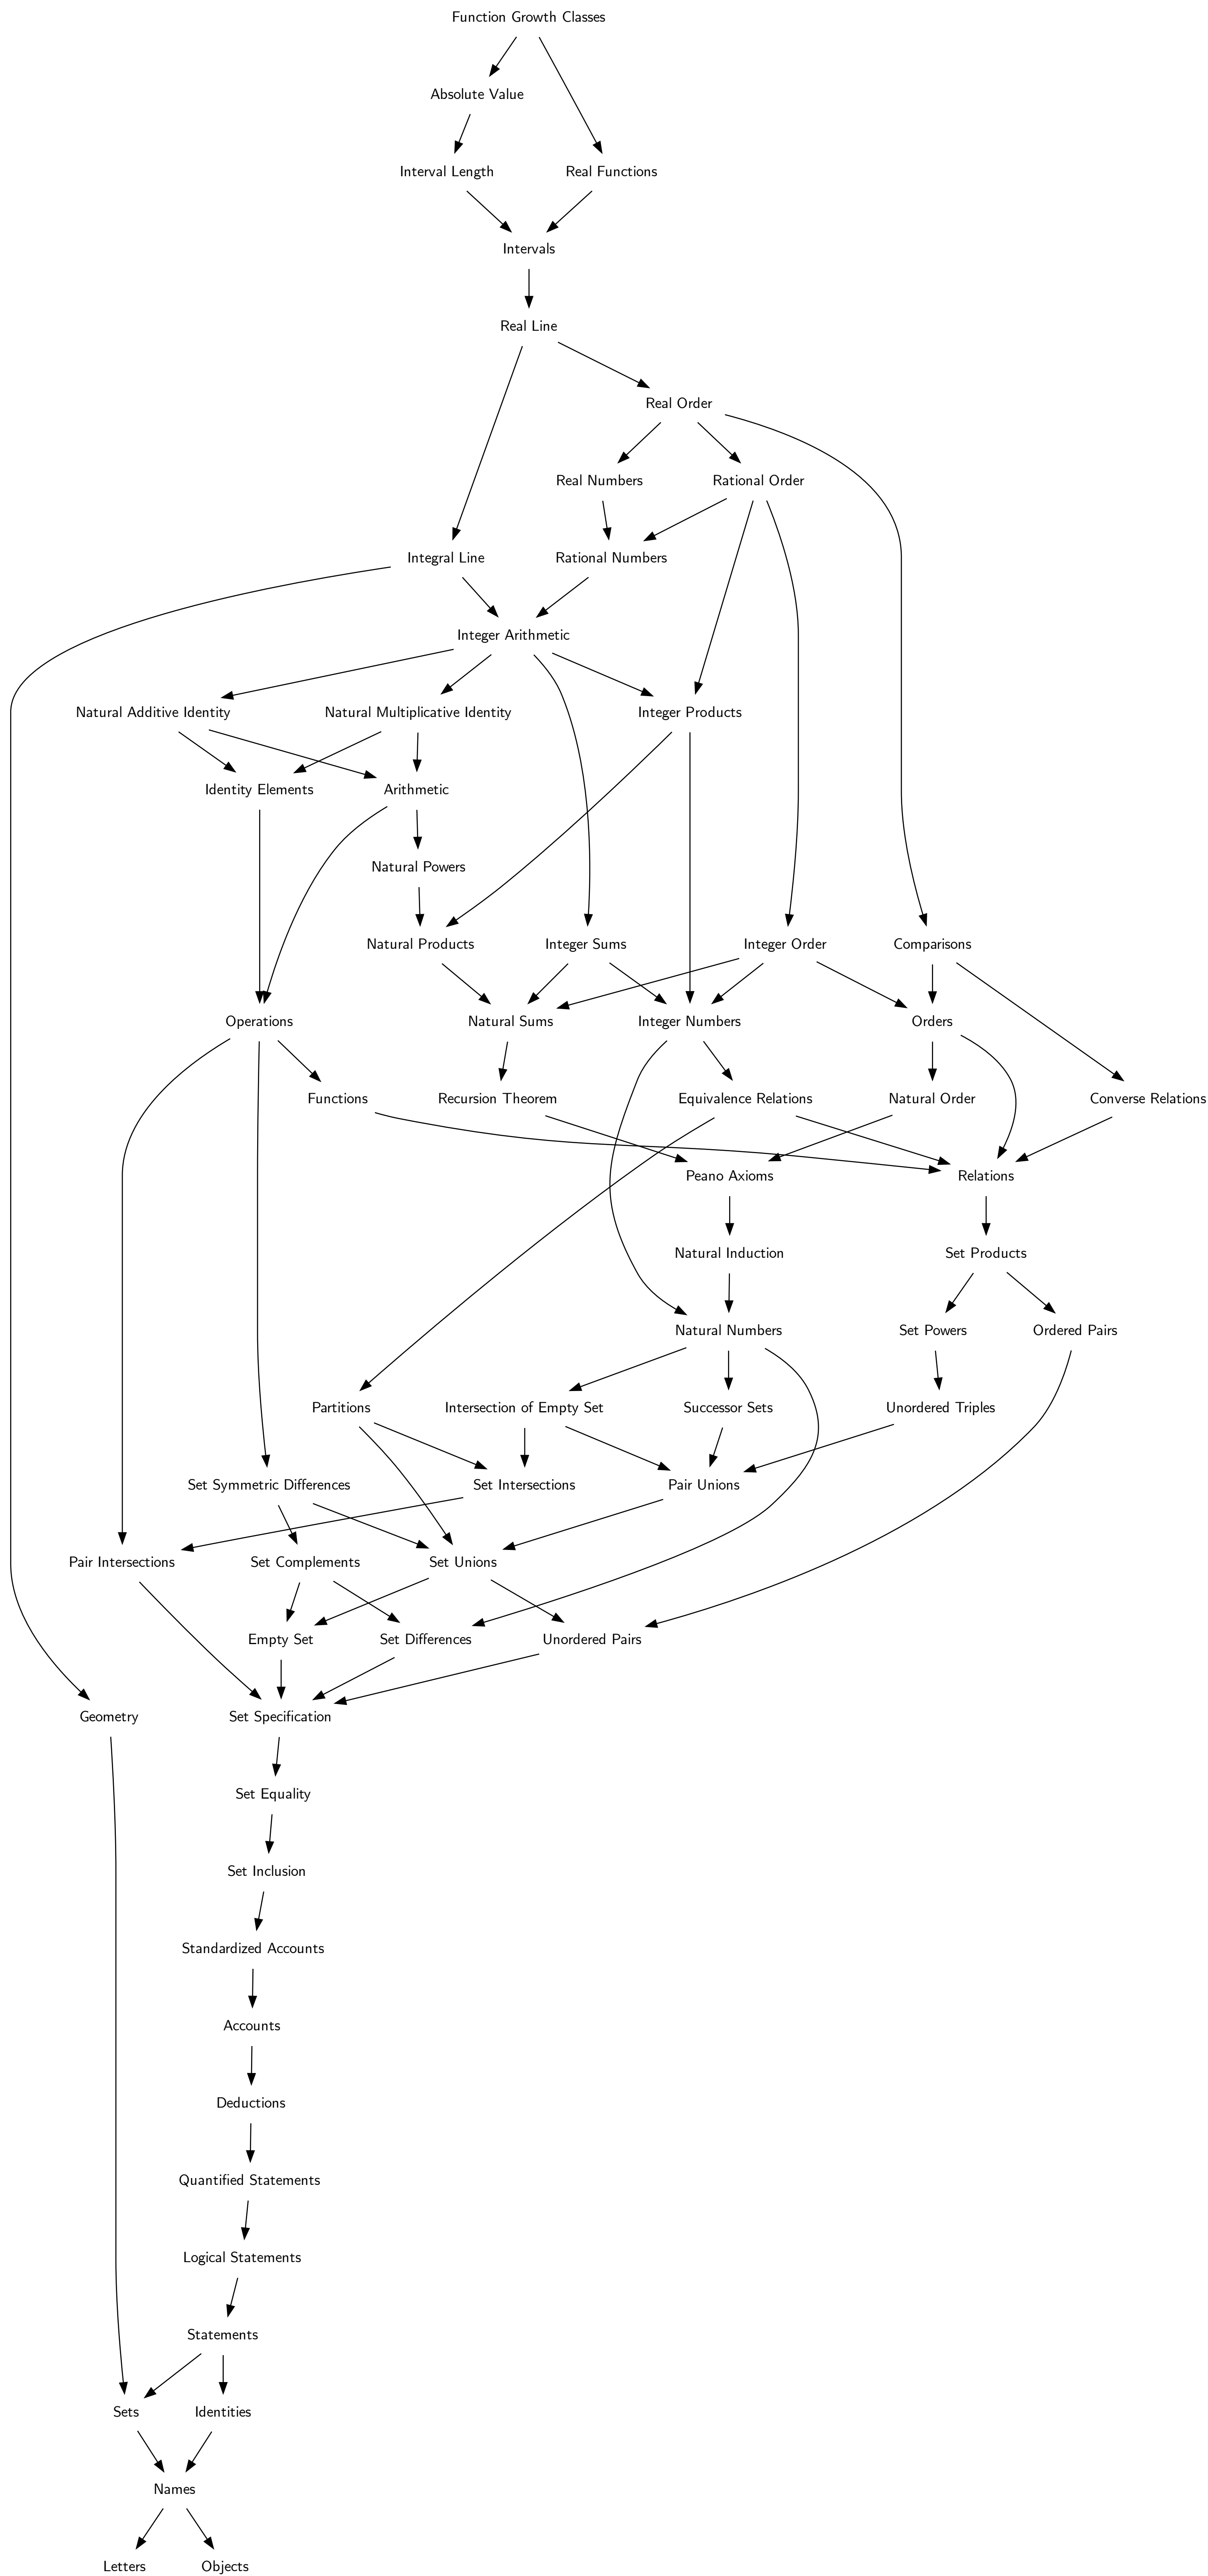 Function Growth Classes
Absolute Value
Interval Length
Real Functions
Intervals
Real Line
Real Order
Real Numbers
Rational Order
Integral Line
Rational Numbers
Integer Arithmetic
Natural Additive Identity
Natural Multiplicative Identity
Integer Products
Identity Elements
Arithmetic
Natural Powers
Natural Products
Integer Sums
Integer Order
Comparisons
Operations
Natural Sums
Integer Numbers
Orders
Functions
Recursion Theorem
Equivalence Relations
Natural Order
Converse Relations
Peano Axioms
Relations
Natural Induction
Set Products
Natural Numbers
Set Powers
Ordered Pairs
Partitions
Intersection of Empty Set
Successor Sets
Unordered Triples
Set Symmetric Differences
Set Intersections
Pair Unions
Pair Intersections
Set Complements
Set Unions
Empty Set
Set Differences
Unordered Pairs
Geometry
Set Specification
Set Equality
Set Inclusion
Standardized Accounts
Accounts
Deductions
Quantified Statements
Logical Statements
Statements
Sets
Identities
Names
Letters
Objects